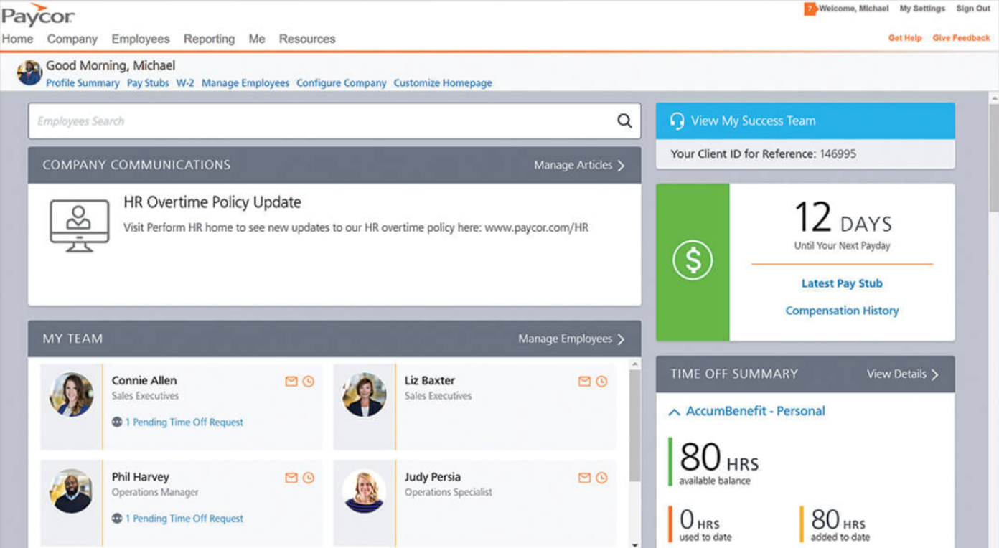 Paycor
7 Welcome, Michael My Settings Sign Out
Home Company Employees Reporting Me Resources
Get Help Give Feedback
Good Morning, Michael
Profile Summary Pay Stubs W-2 Manage Employees Configure Company Customize Homepage
Employees Search
COMPANY COMMUNICATIONS Manage Articles
HR Overtime Policy Update
Visit Perform HR home to see new updates to our HR overtime policy here: www.paycor.com/HR
MY TEAM Manage Employees
Connie Allen
Sales Executives
1 Pending Time Off Request
Liz Baxter
Sales Executives
Phil Harvey
Operations Manager
1 Pending Time Off Request
Judy Persia
Operations Specialist
View My Success Team
Your Client ID for Reference: 146995
$
12 DAYS
Until Your Next Payday
Latest Pay Stub
Compensation History
TIME OFF SUMMARY View Details
AccumBenefit - Personal
80 HRS
available balance
0 HRS
used to date
80 HRS
added to date